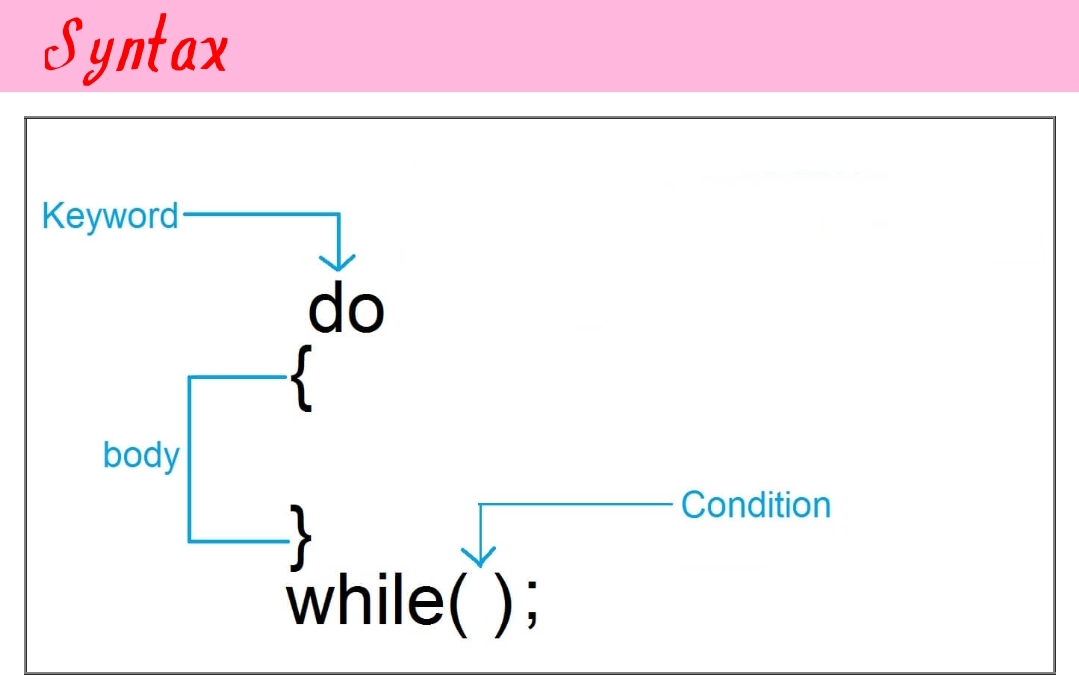 Syntax
Keyword
do
{
body
}
Condition
while( );